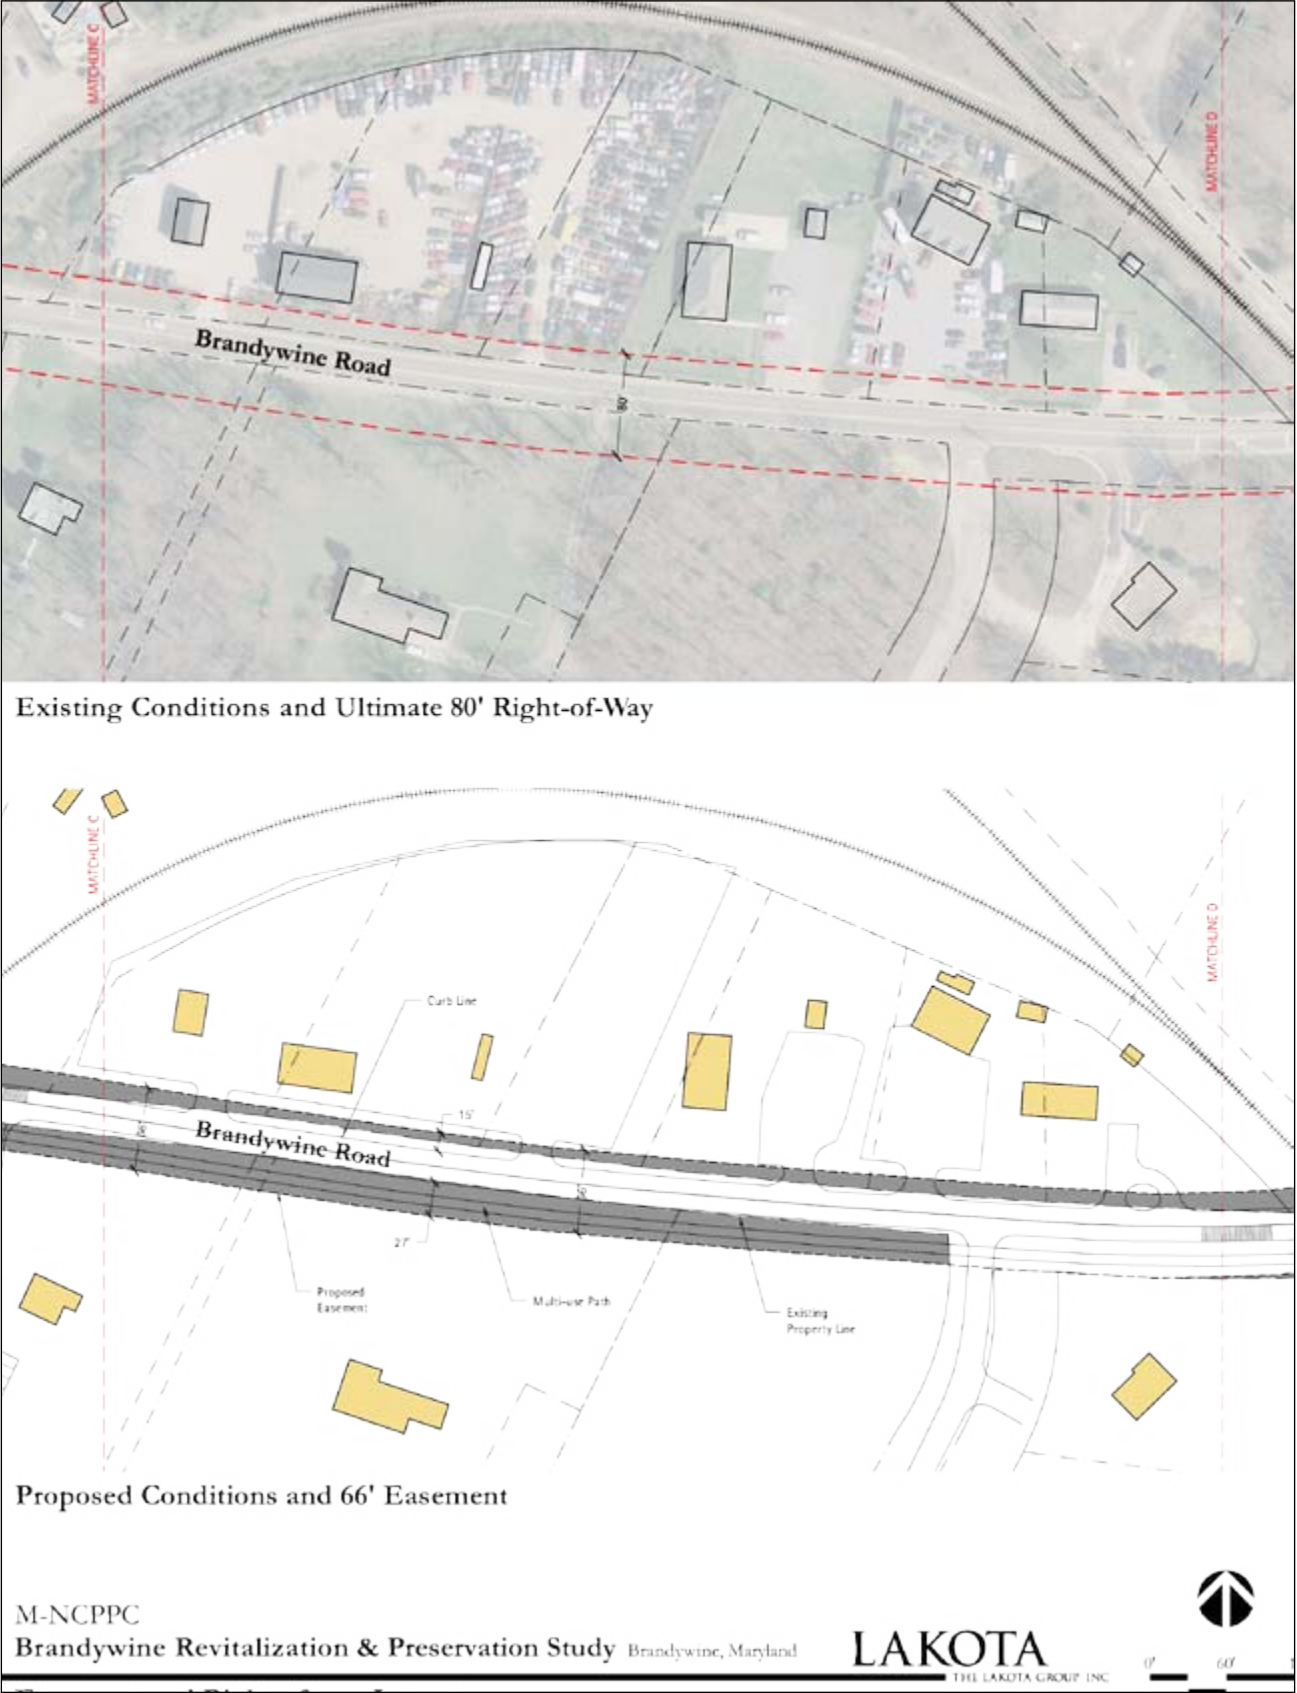 MATCHLINE C
MATCHLINE D
Brandywine Road
80'
Existing Conditions and Ultimate 80' Right-of-Way
MATCHLINE C
MATCHLINE D
Curb Line
15'
Brandywine Road
Proposed
Easement
Multi-use Path
Existing
Property Line
Proposed Conditions and 66' Easement
M-NCPPC
Brandywine Revitalization & Preservation Study Brandywine, Maryland
LAKOTA
THE LAKOTA GROUP INC
0' 60'